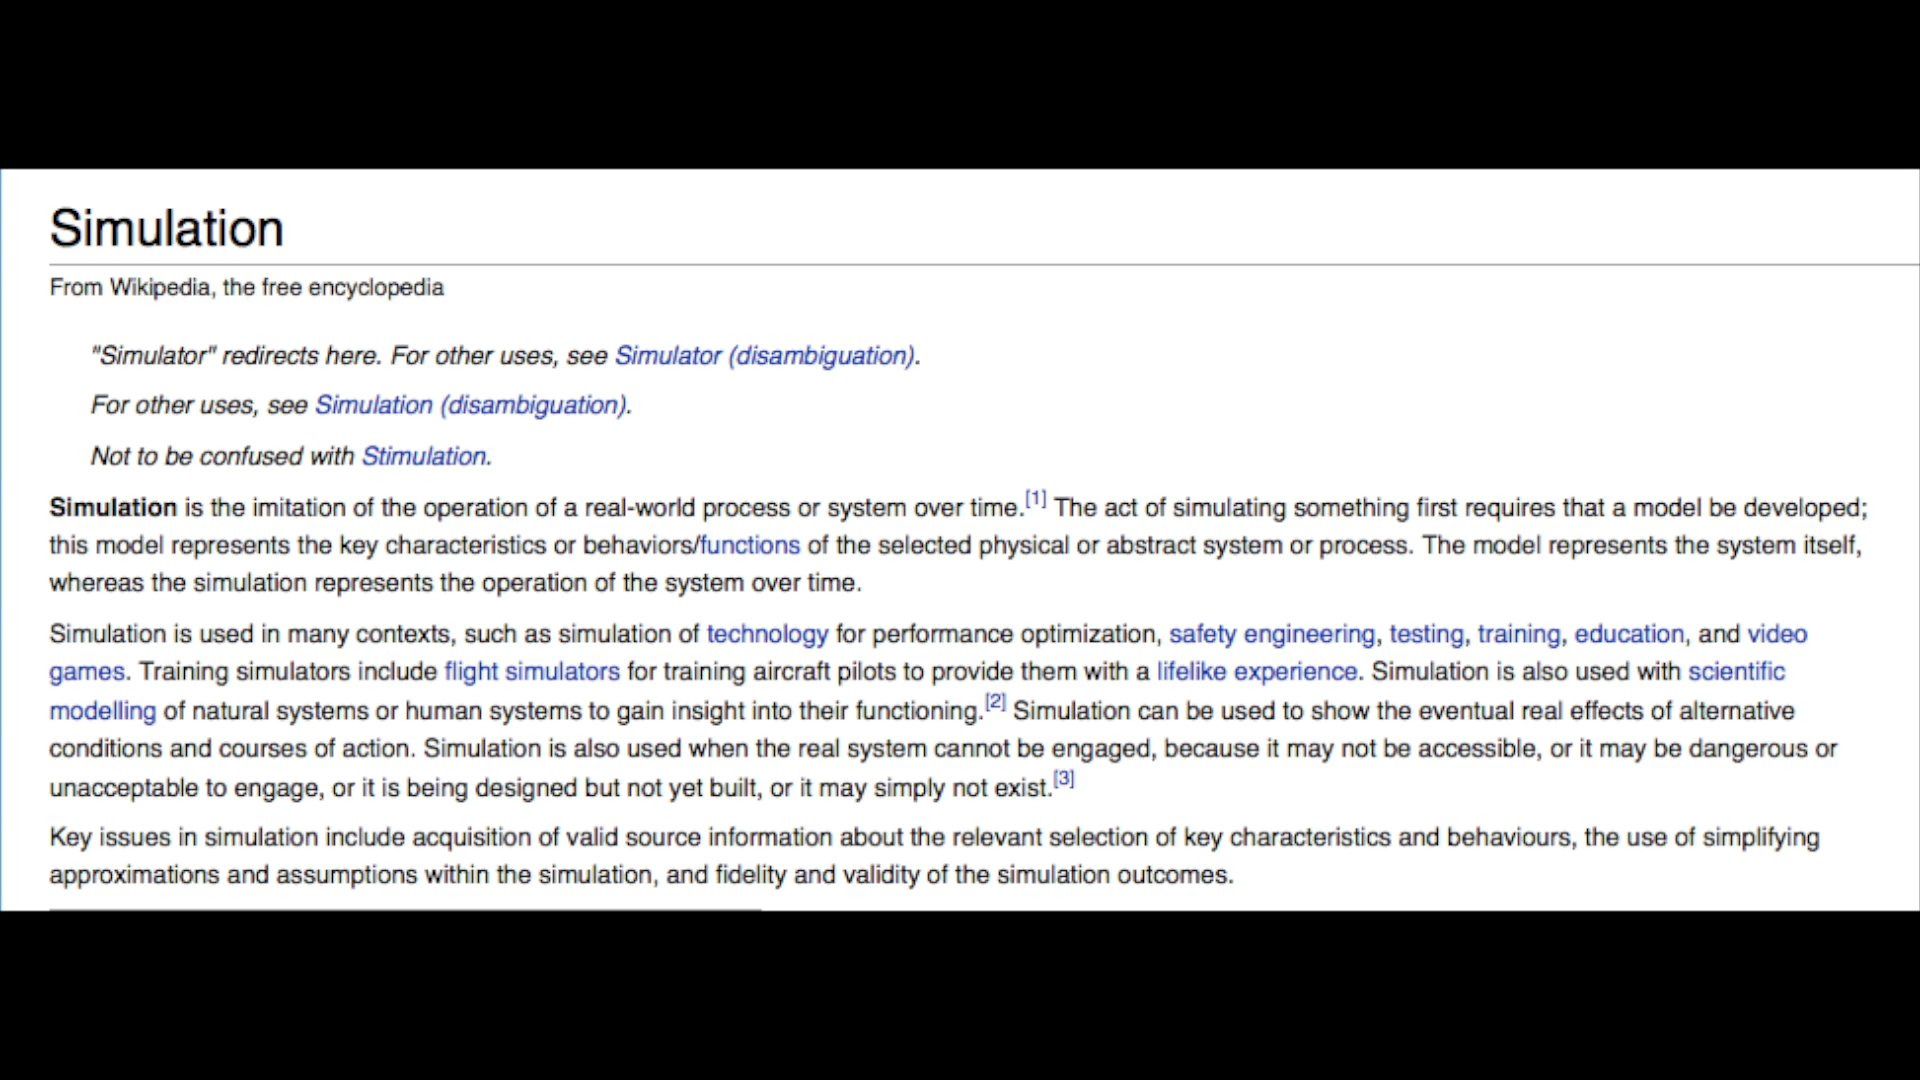 Simulation
From Wikipedia, the free encyclopedia
"Simulator" redirects here. For other uses, see Simulator (disambiguation).
For other uses, see Simulation (disambiguation).
Not to be confused with Stimulation.
Simulation is the imitation of the operation of a real-world process or system over time.[1] The act of simulating something first requires that a model be developed;
this model represents the key characteristics or behaviors/functions of the selected physical or abstract system or process. The model represents the system itself,
whereas the simulation represents the operation of the system over time.
Simulation is used in many contexts, such as simulation of technology for performance optimization, safety engineering, testing, training, education, and video
games. Training simulators include flight simulators for training aircraft pilots to provide them with a lifelike experience. Simulation is also used with scientific
modelling of natural systems or human systems to gain insight into their functioning.[2] Simulation can be used to show the eventual real effects of alternative
conditions and courses of action. Simulation is also used when the real system cannot be engaged, because it may not be accessible, or it may be dangerous or
unacceptable to engage, or it is being designed but not yet built, or it may simply not exist.[3]
Key issues in simulation include acquisition of valid source information about the relevant selection of key characteristics and behaviours, the use of simplifying
approximations and assumptions within the simulation, and fidelity and validity of the simulation outcomes.